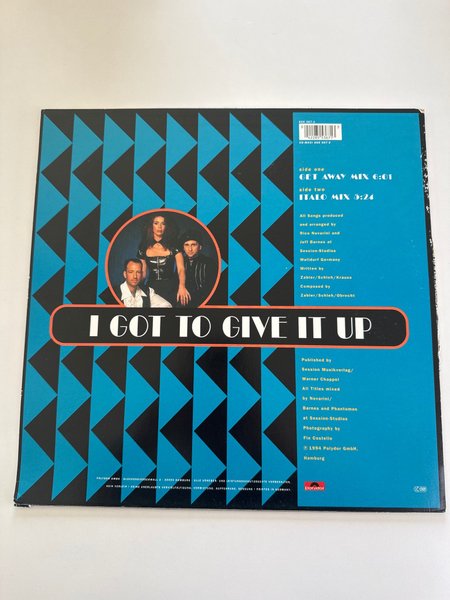 side one
GET AWAY MIX 6:01
side two
ITALO MIX 5:24
All Songs produced
and arranged by
Rico Novarini and
Jeff Barnes at
Session-Studios
Walldorf Germany
Written by
Zabler/Schleh/Krauss
Composed by
Zabler/Schleh/Obrecht
I GOT TO GIVE IT UP
Published by
Session Musikverlag/
Warner Chappel
All Titles mixed
by Novarini/
Barnes and Phantomas
at Session-Studios
Photography by
Fin Costello
℗ 1994 Polydor GmbH,
Hamburg